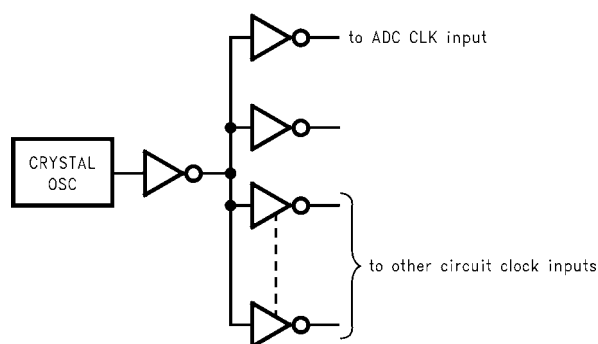 to ADC CLK input
CRYSTAL
OSC
to other circuit clock inputs